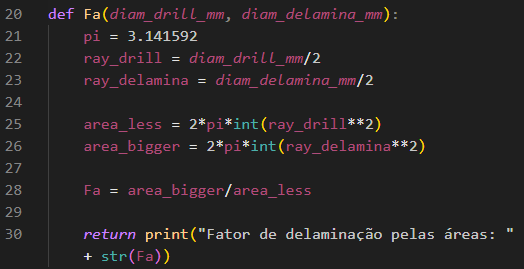 20 def Fa(diam_drill_mm, diam_delamina_mm):
21     pi = 3.141592
22     ray_drill = diam_drill_mm/2
23     ray_delamina = diam_delamina_mm/2
24
25     area_less = 2*pi*int(ray_drill**2)
26     area_bigger = 2*pi*int(ray_delamina**2)
27
28     Fa = area_bigger/area_less
29
30     return print("Fator de delaminação pelas áreas: "
    + str(Fa))